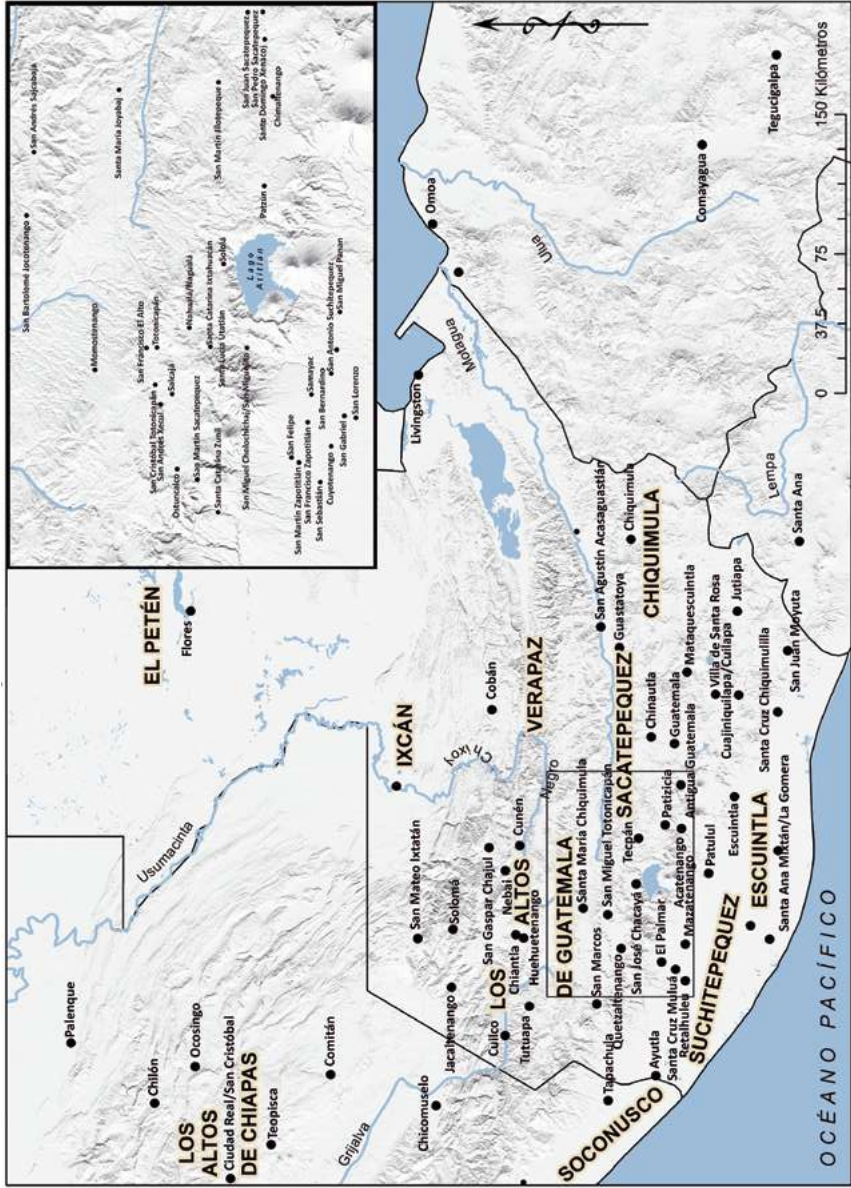 Palenque
Chilón
Ocosingo
LOS
ALTOS
Ciudad Real/San Cristóbal
DE CHIAPAS
Teopisca
Comitán
Grijalva
Chicomuselo
Usumacinta
EL PETÉN
Flores
IXCÁN
San Mateo Ixtatán
Solomá
Jacaltenango
Chixoy
Cobán
VERAPAZ
San Gaspar Chajul
Nebaj
Cunén
LOS
ALTOS
Cuilco
Chiantla
Huehuetenango
Tutuapa
Negro
DE GUATEMALA
Santa María Chiquimula
San Marcos
San Miguel Totonicapán
Tapachula
Quetzaltenango
Tecpán
San José Chacayá
SACATEPEQUEZ
El Palmar
Patizicia
Ayutla
Santa Cruz Muluá
Acatenango
Retalhuleu
Mazatenango
Antigua Guatemala
Patulul
SOCONUSCO
SUCHITEPEQUEZ
Escuintla
ESCUINTLA
Santa Ana Mixtán/La Gomera
Chinautla
Guatemala
San Agustín Acasaguastlán
Guastatoya
Chiquimula
CHIQUIMULA
Mataquescuintla
Villa de Santa Rosa
Cuajiniquilapa/Cuilapa
Jutiapa
Santa Cruz Chiquimulilla
San Juan Moyuta
Santa Ana
Lempa
Livingston
Motagua
Omoa
Ulua
Comayagua
Tegucigalpa
OCÉANO PACÍFICO
0 37.5 75 150 Kilómetros
San Bartolomé Jocotenango
San Andrés Sajcabaja
Momostenango
Santa María Joyabaj
San Francisco El Alto
Totonicapán
San Cristóbal Totonicapán
San Andrés Xecul
Salcajá
Ostuncalco
Nahualá/Nagualá
San Martín Sacatepequez
Santa Catarina Ixtahuacán
Santa Catarina Zunil
Santa Lucía Utatlán
Sololá
San Martín Jilotepeque
San Juan Sacatepequez
San Pedro Sacatepequez
Santo Domingo Xenacoj
Chimaltenango
Patzún
Lago
Atitlán
San Felipe
San Martín Zapotitlán
San Francisco Zapotitlán
San Sebastián
Samayac
San Bernardino
San Antonio Suchitepequez
Cuyotenango
San Miguel Panan
San Gabriel
San Lorenzo